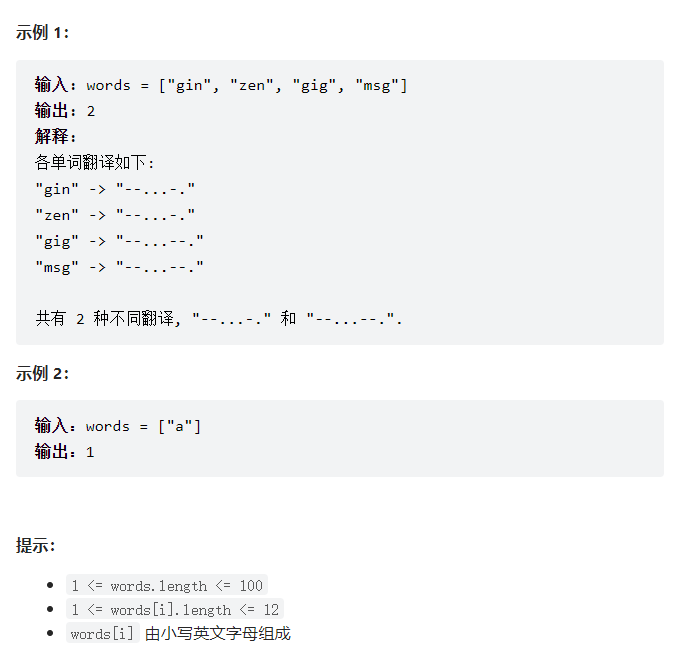 示例 1：
输入：words = ["gin", "zen", "gig", "msg"]
输出：2
解释：
各单词翻译如下:
"gin" -> "--...-."
"zen" -> "--...-."
"gig" -> "--...--."
"msg" -> "--...--."
共有 2 种不同翻译, "--...-." 和 "--...--.".
示例 2：
输入：words = ["a"]
输出：1
提示：
• 1 <= words.length <= 100
• 1 <= words[i].length <= 12
• words[i] 由小写英文字母组成